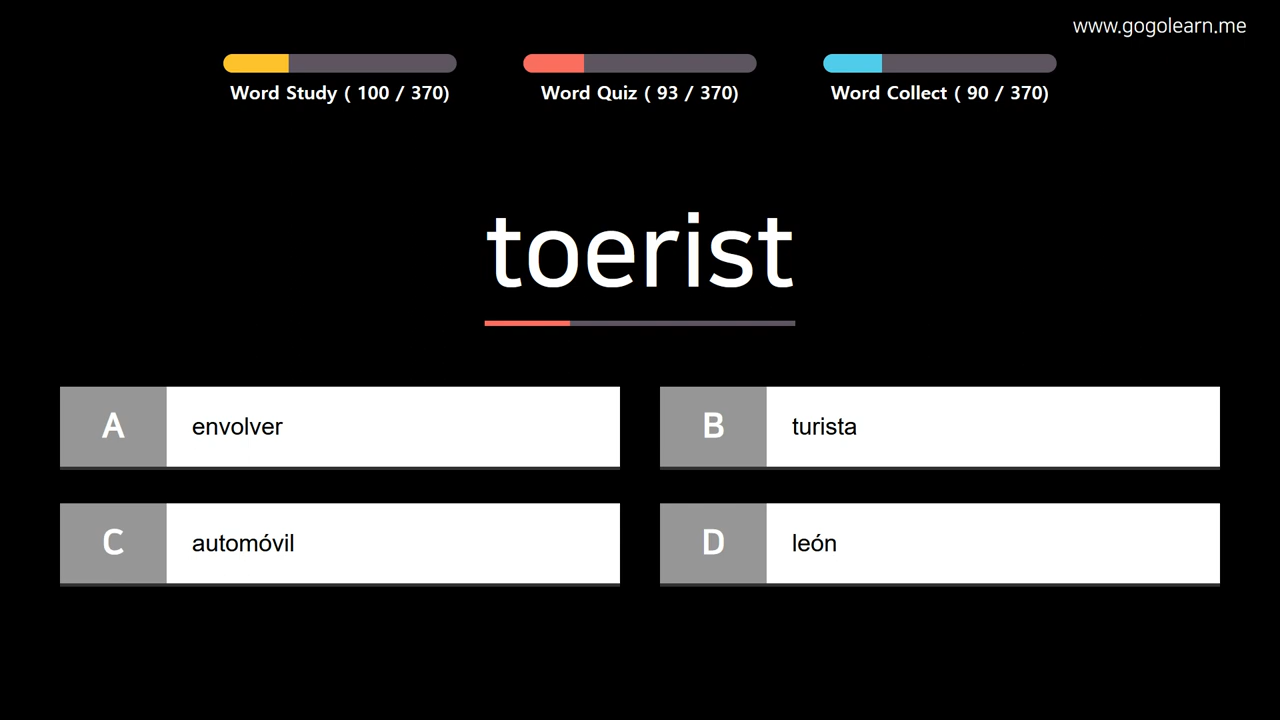 www.gogolearn.me
Word Study ( 100 / 370)
Word Quiz ( 93 / 370)
Word Collect ( 90 / 370)
toerist
A envolver
B turista
C automóvil
D león